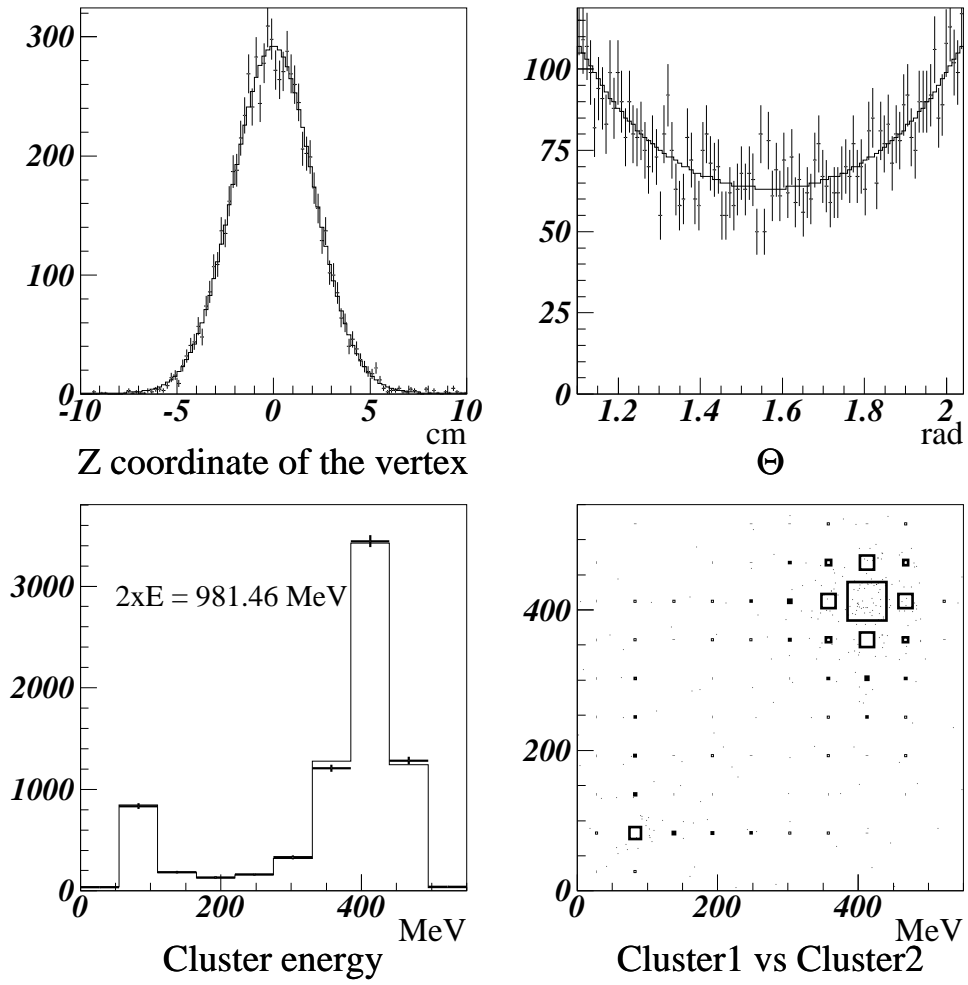 300
200
100
0
-10 -5 0 5 10
cm
Z coordinate of the vertex
100
75
50
25
0
1.2 1.4 1.6 1.8 2
rad
Θ
3000
2000
1000
0
2xE = 981.46 MeV
0 200 400
MeV
Cluster energy
400
200
0
0 200 400
MeV
Cluster1 vs Cluster2